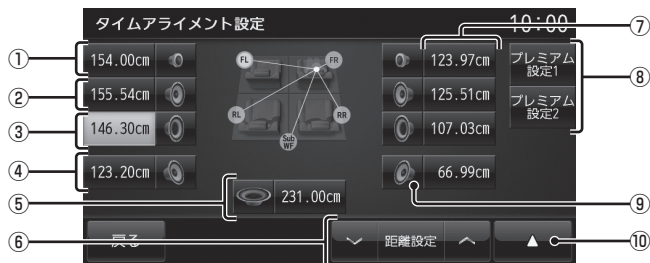 タイムアライメント設定 10:00
① 154.00cm FL FR 123.97cm ⑦
プレミアム設定1 ⑧
② 155.54cm 125.51cm
プレミアム設定2
③ 146.30cm RL RR 107.03cm
Sub WF
④ 123.20cm 66.99cm ⑨
⑤ 231.00cm
⑥ 戻る 距離設定 ⑩